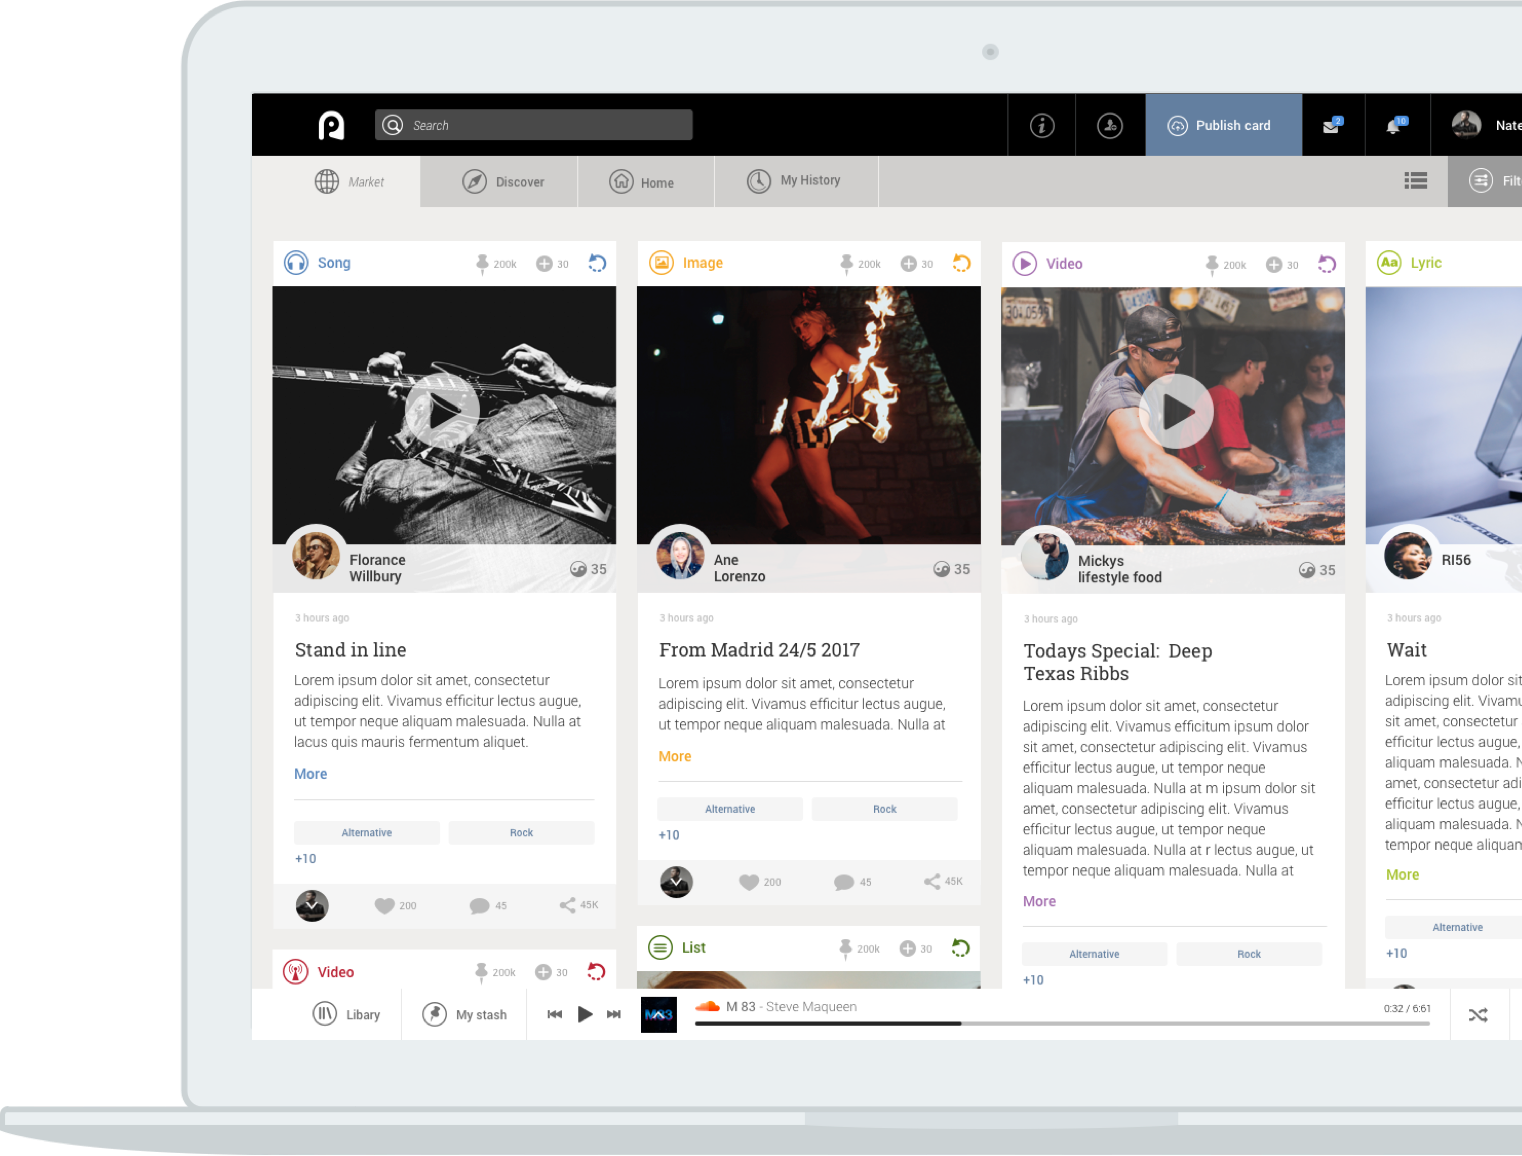 Search
Publish card
2
10
Nate
Market
Discover
Home
My History
Filt
Song
200k
30
Florance
Willbury
35
3 hours ago
Stand in line
Lorem ipsum dolor sit amet, consectetur
adipiscing elit. Vivamus efficitur lectus augue,
ut tempor neque aliquam malesuada. Nulla at
lacus quis mauris fermentum aliquet.
More
Alternative
Rock
+10
200
45
45K
Video
200k
30
Image
200k
30
Ane
Lorenzo
35
3 hours ago
From Madrid 24/5 2017
Lorem ipsum dolor sit amet, consectetur
adipiscing elit. Vivamus efficitur lectus augue,
ut tempor neque aliquam malesuada. Nulla at
More
Alternative
Rock
+10
200
45
45K
List
200k
30
Video
200k
30
Mickys
lifestyle food
35
3 hours ago
Todays Special: Deep
Texas Ribbs
Lorem ipsum dolor sit amet, consectetur
adipiscing elit. Vivamus efficitum ipsum dolor
sit amet, consectetur adipiscing elit. Vivamus
efficitur lectus augue, ut tempor neque
aliquam malesuada. Nulla at m ipsum dolor sit
amet, consectetur adipiscing elit. Vivamus
efficitur lectus augue, ut tempor neque
aliquam malesuada. Nulla at r lectus augue, ut
tempor neque aliquam malesuada. Nulla at
More
Alternative
Rock
+10
Aa
Lyric
RI56
3 hours ago
Wait
Lorem ipsum dolor sit
adipiscing elit. Vivamu
sit amet, consectetur
efficitur lectus augue,
aliquam malesuada. N
amet, consectetur adi
efficitur lectus augue,
aliquam malesuada. N
tempor neque aliquam
More
Alternative
+10
Libary
My stash
M83
M 83 - Steve Maqueen
0:32 / 6:61